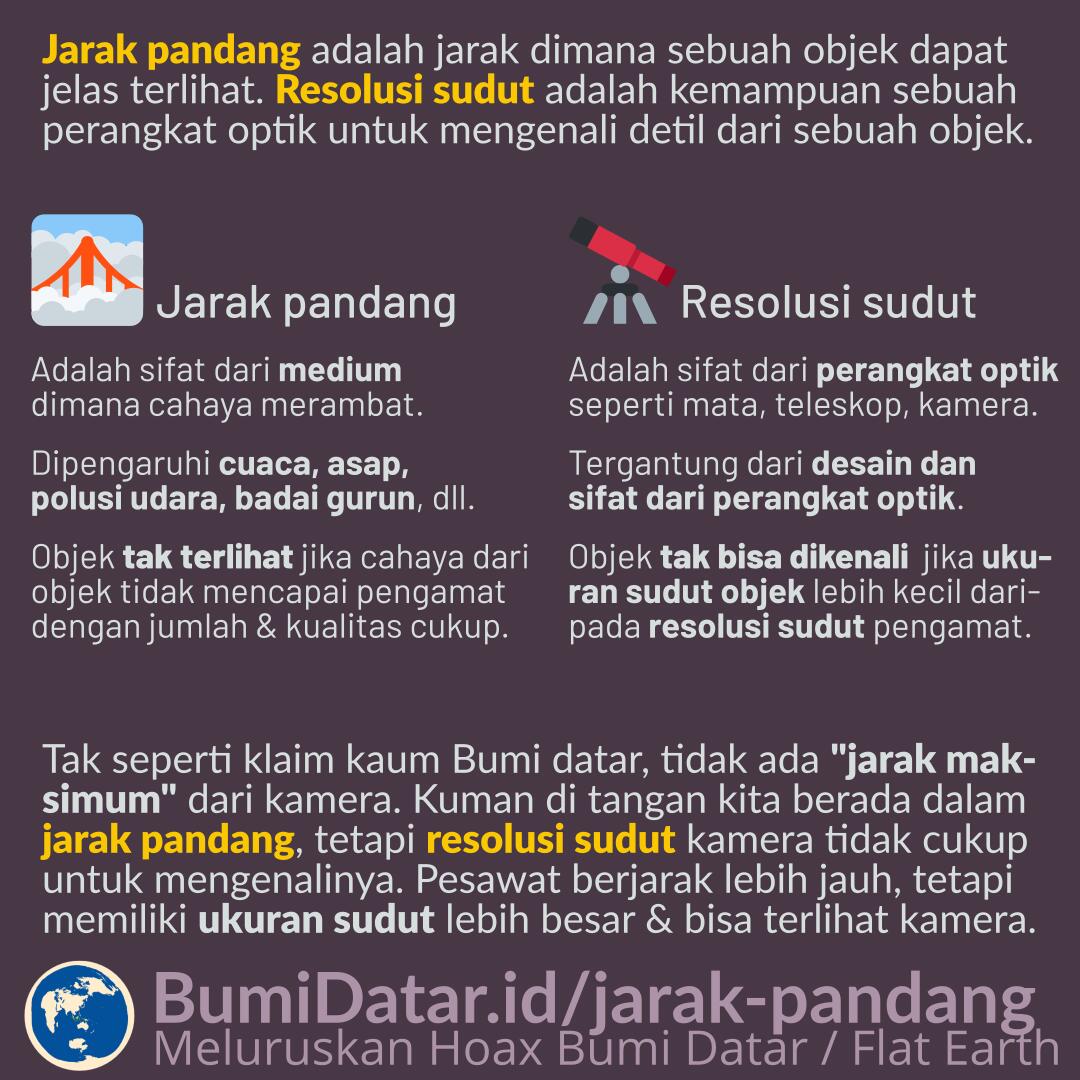 Jarak pandang adalah jarak dimana sebuah objek dapat
jelas terlihat. Resolusi sudut adalah kemampuan sebuah
perangkat optik untuk mengenali detil dari sebuah objek.
Jarak pandang
Adalah sifat dari medium
dimana cahaya merambat.
Dipengaruhi cuaca, asap,
polusi udara, badai gurun, dll.
Objek tak terlihat jika cahaya dari
objek tidak mencapai pengamat
dengan jumlah & kualitas cukup.
Resolusi sudut
Adalah sifat dari perangkat optik
seperti mata, teleskop, kamera.
Tergantung dari desain dan
sifat dari perangkat optik.
Objek tak bisa dikenali jika uku-
ran sudut objek lebih kecil dari-
pada resolusi sudut pengamat.
Tak seperti klaim kaum Bumi datar, tidak ada "jarak mak-
simum" dari kamera. Kuman di tangan kita berada dalam
jarak pandang, tetapi resolusi sudut kamera tidak cukup
untuk mengenalinya. Pesawat berjarak lebih jauh, tetapi
memiliki ukuran sudut lebih besar & bisa terlihat kamera.
BumiDatar.id/jarak-pandang
Meluruskan Hoax Bumi Datar / Flat Earth